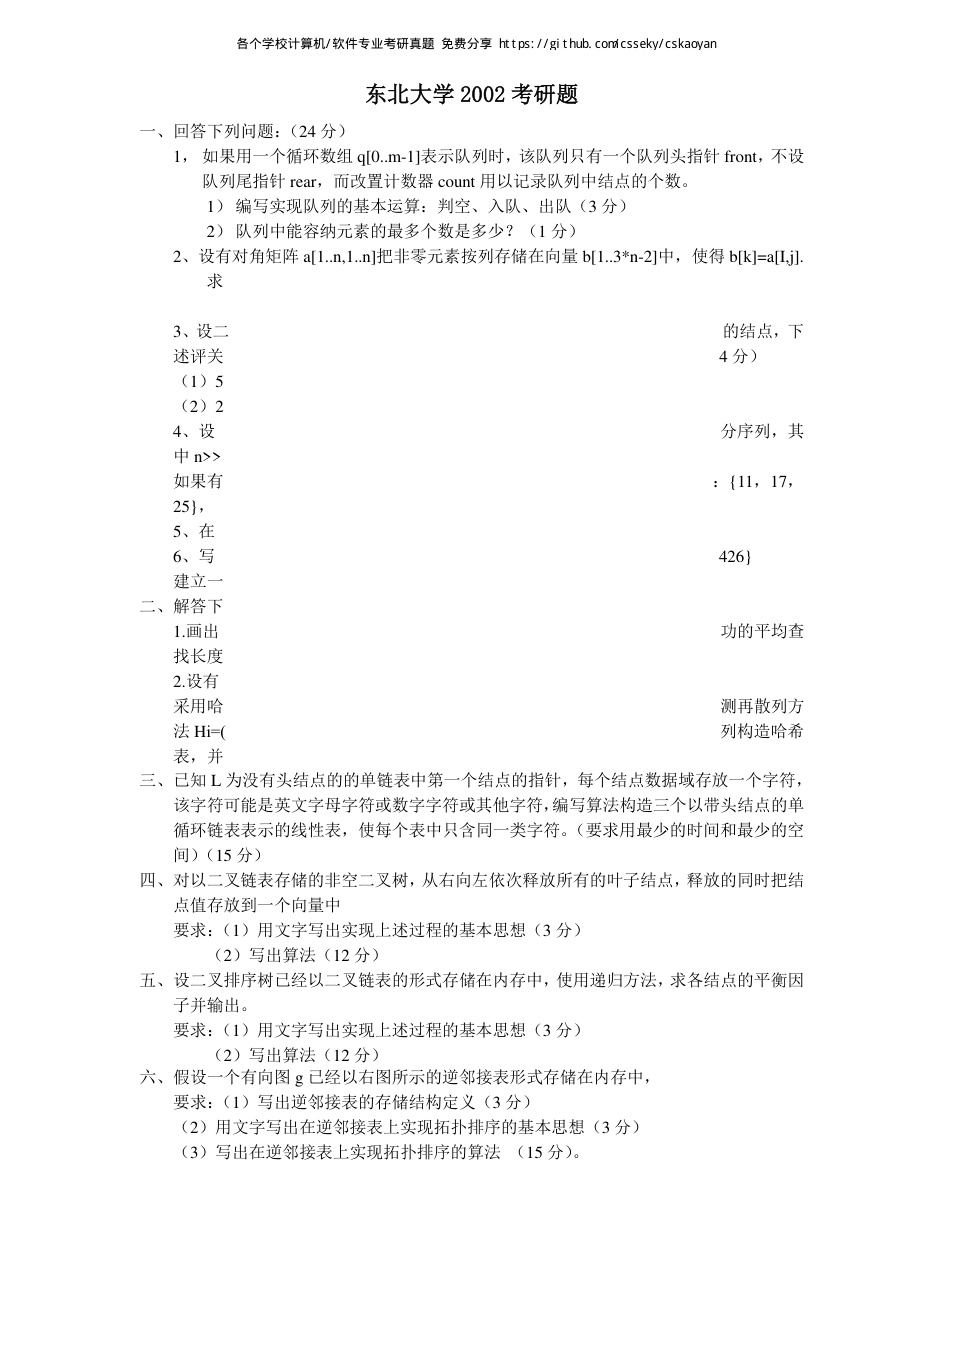 各个学校计算机/软件专业考研真题 免费分享 https://github.com/csseky/cskaoyan
东北大学 2002 考研题
一、回答下列问题：（24 分）
1， 如果用一个循环数组 q[0..m-1]表示队列时，该队列只有一个队列头指针 front，不设
队列尾指针 rear，而改置计数器 count 用以记录队列中结点的个数。
1） 编写实现队列的基本运算：判空、入队、出队（3 分）
2） 队列中能容纳元素的最多个数是多少？（1 分）
2、设有对角矩阵 a[1..n,1..n]把非零元素按列存储在向量 b[1..3*n-2]中，使得 b[k]=a[I,j].
求
3、设二 的结点，下
述评关 4 分）
（1）5
（2）2
4、设 分序列，其
中 n>>
如果有 ：{11，17，
25}，
5、在
6、写 426}
建立一
二、解答下
1.画出 功的平均查
找长度
2.设有
采用哈 测再散列方
法 Hi=( 列构造哈希
表，并
三、已知 L 为没有头结点的的单链表中第一个结点的指针，每个结点数据域存放一个字符，
该字符可能是英文字母字符或数字字符或其他字符，编写算法构造三个以带头结点的单
循环链表表示的线性表，使每个表中只含同一类字符。（要求用最少的时间和最少的空
间）（15 分）
四、对以二叉链表存储的非空二叉树，从右向左依次释放所有的叶子结点，释放的同时把结
点值存放到一个向量中
要求：（1）用文字写出实现上述过程的基本思想（3 分）
（2）写出算法（12 分）
五、设二叉排序树已经以二叉链表的形式存储在内存中，使用递归方法，求各结点的平衡因
子并输出。
要求：（1）用文字写出实现上述过程的基本思想（3 分）
（2）写出算法（12 分）
六、假设一个有向图 g 已经以右图所示的逆邻接表形式存储在内存中，
要求：（1）写出逆邻接表的存储结构定义（3 分）
（2）用文字写出在逆邻接表上实现拓扑排序的基本思想（3 分）
（3）写出在逆邻接表上实现拓扑排序的算法 （15 分）。